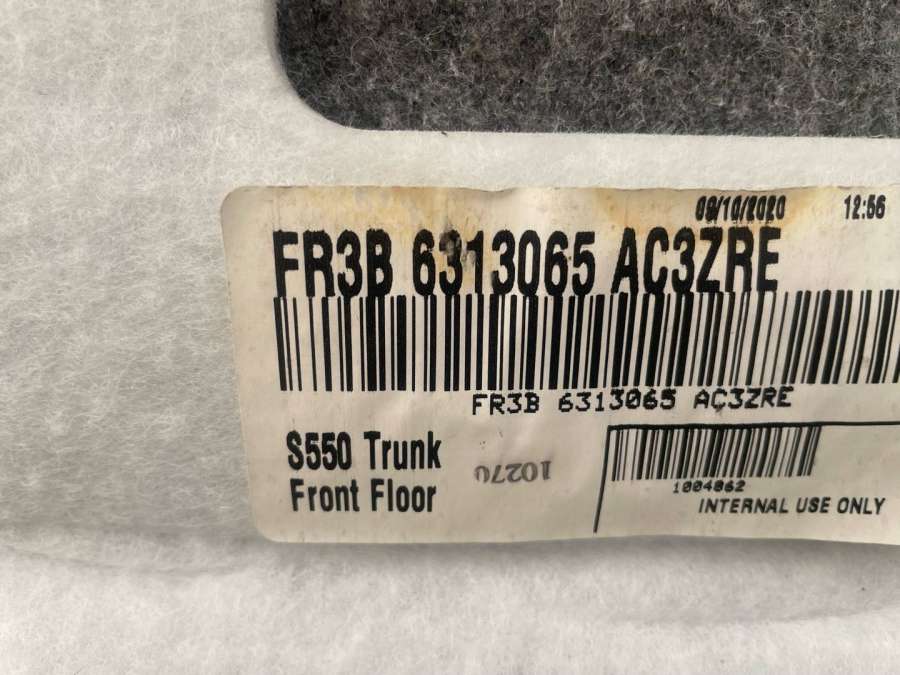 09/10/2020 12:56
FR3B 6313065 AC3ZRE
FR3B 6313065 AC3ZRE
S550 Trunk
Front Floor
10270
1004862
INTERNAL USE ONLY